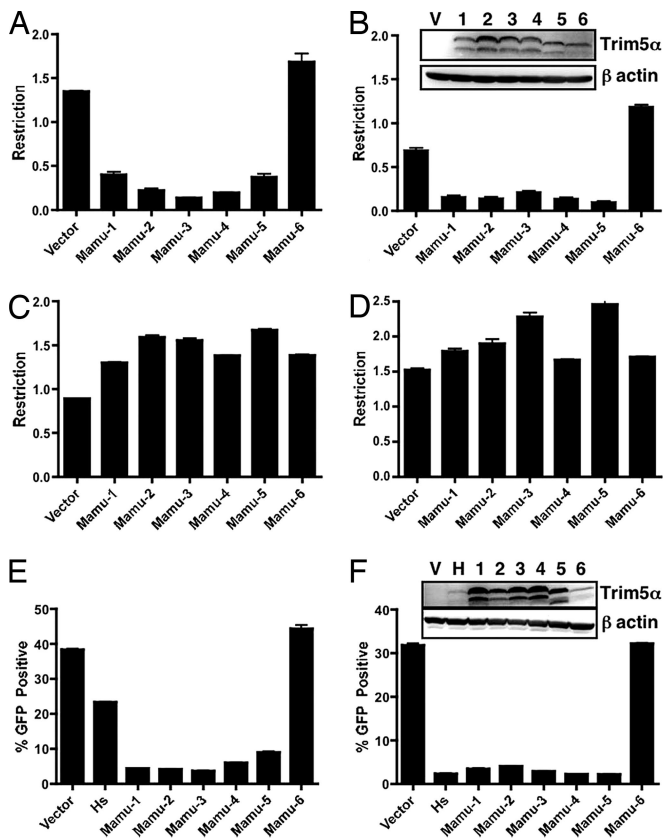 A
Restriction
2.0
1.5
1.0
0.5
0.0
Vector Mamu-1 Mamu-2 Mamu-3 Mamu-4 Mamu-5 Mamu-6
B
V 1 2 3 4 5 6
Trim5α
β actin
Restriction
2.0
1.5
1.0
0.5
0.0
Vector Mamu-1 Mamu-2 Mamu-3 Mamu-4 Mamu-5 Mamu-6
C
Restriction
2.0
1.5
1.0
0.5
0.0
Vector Mamu-1 Mamu-2 Mamu-3 Mamu-4 Mamu-5 Mamu-6
D
Restriction
2.5
2.0
1.5
1.0
0.5
0.0
Vector Mamu-1 Mamu-2 Mamu-3 Mamu-4 Mamu-5 Mamu-6
E
% GFP Positive
50
40
30
20
10
0
Vector Hs Mamu-1 Mamu-2 Mamu-3 Mamu-4 Mamu-5 Mamu-6
F
V H 1 2 3 4 5 6
Trim5α
β actin
% GFP Positive
40
30
20
10
0
Vector Hs Mamu-1 Mamu-2 Mamu-3 Mamu-4 Mamu-5 Mamu-6